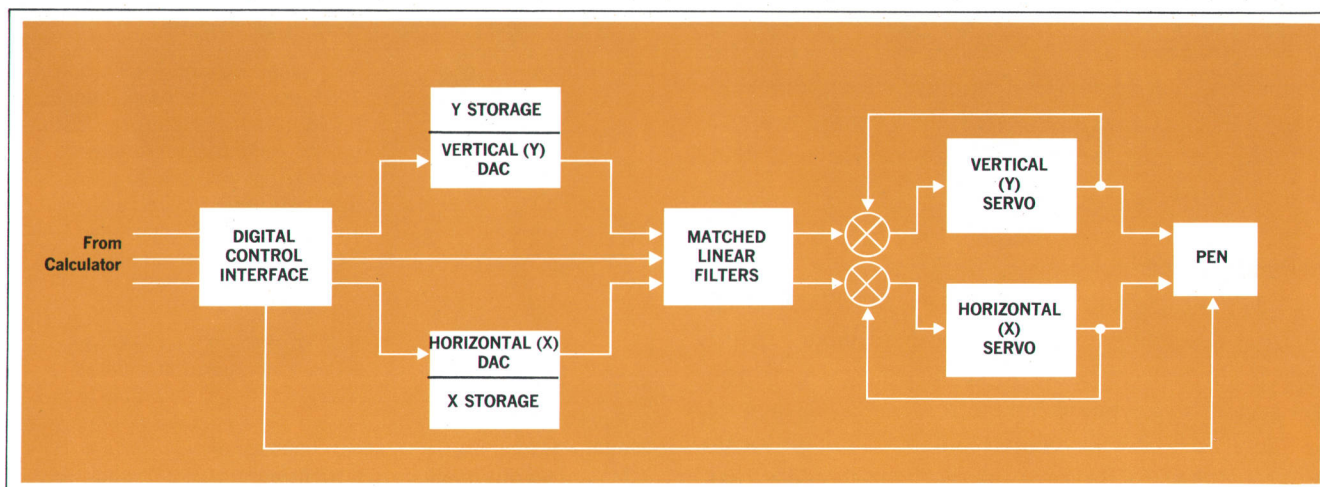 From
Calculator
DIGITAL
CONTROL
INTERFACE
Y STORAGE
VERTICAL (Y)
DAC
HORIZONTAL (X)
DAC
X STORAGE
MATCHED
LINEAR
FILTERS
VERTICAL
(Y)
SERVO
HORIZONTAL
(X)
SERVO
PEN